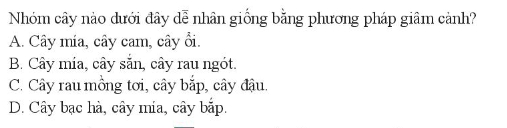 Nhóm cây nào dưới đây dễ nhân giống bằng phương pháp giâm cành?
A. Cây mía, cây cam, cây ổi.
B. Cây mía, cây sắn, cây rau ngót.
C. Cây rau mồng tơi, cây bắp, cây đậu.
D. Cây bạc hà, cây mía, cây bắp.